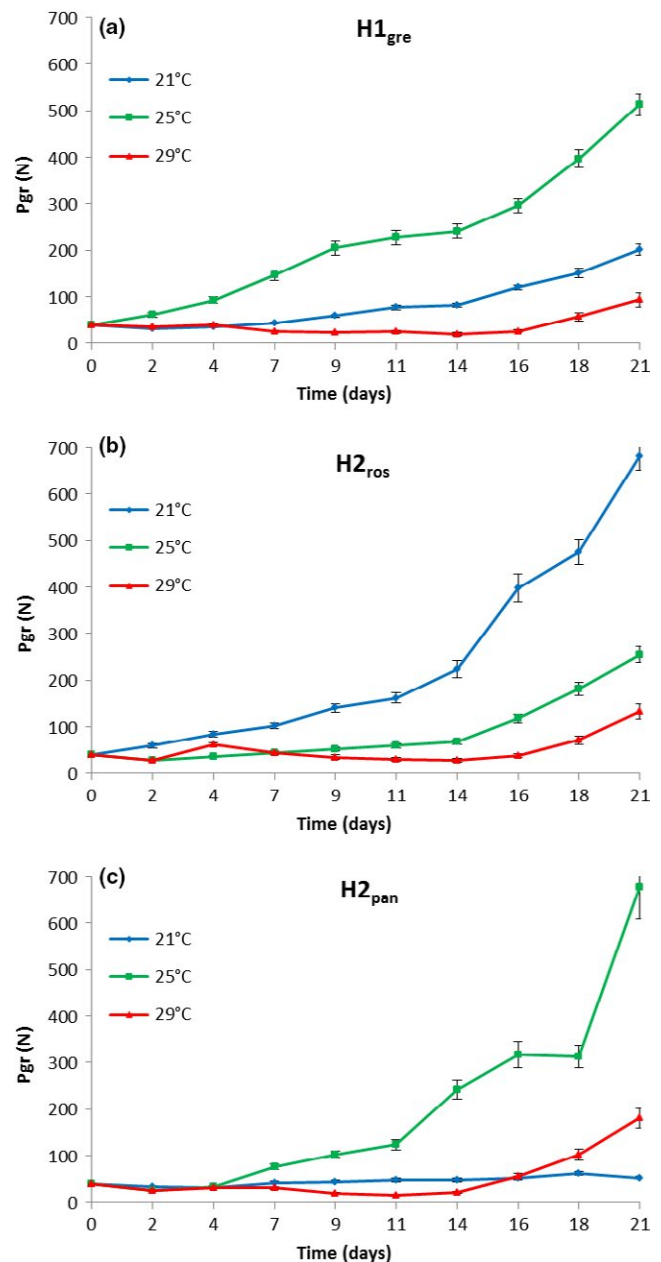 (a) H1gre
700
600
500
400
300
200
100
0
Pgr (N)
21°C
25°C
29°C
0 2 4 7 9 11 14 16 18 21
Time (days)
(b) H2ros
700
600
500
400
300
200
100
0
Pgr (N)
21°C
25°C
29°C
0 2 4 7 9 11 14 16 18 21
Time (days)
(c) H2pan
700
600
500
400
300
200
100
0
Pgr (N)
21°C
25°C
29°C
0 2 4 7 9 11 14 16 18 21
Time (days)